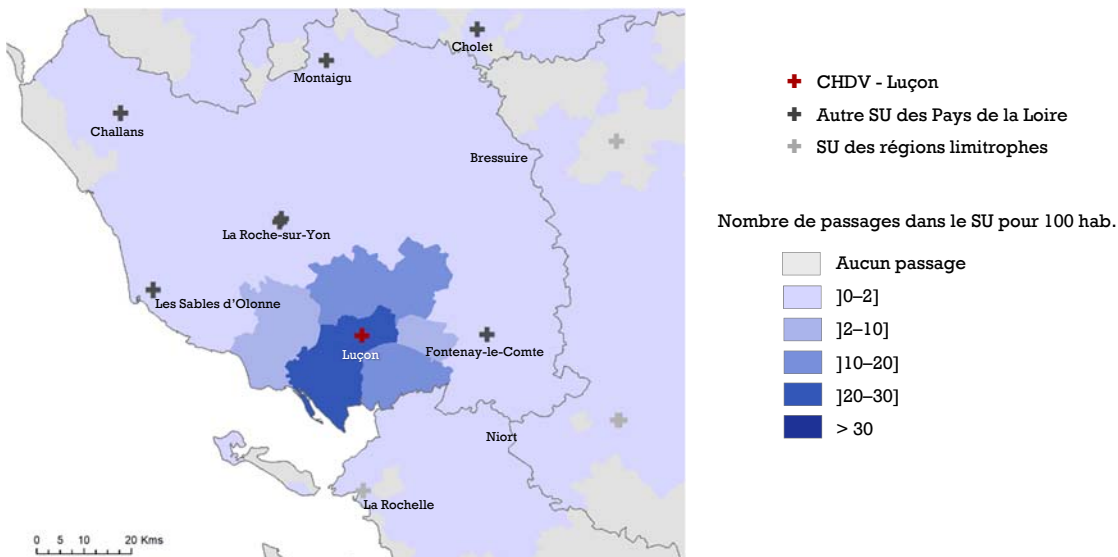 Cholet
Montaigu
Challans
Bressuire
La Roche-sur-Yon
Les Sables d'Olonne
Luçon
Fontenay-le-Comte
Niort
La Rochelle
0 5 10 20 Kms
CHDV - Luçon
Autre SU des Pays de la Loire
SU des régions limitrophes
Nombre de passages dans le SU pour 100 hab.
Aucun passage
]0–2]
]2–10]
]10–20]
]20–30]
> 30